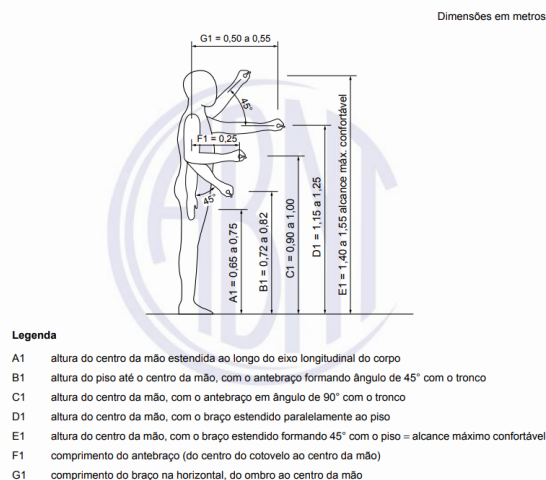 Dimensões em metros
G1 = 0,50 a 0,55
45°
F1 = 0,25
45°
A1 = 0,65 a 0,75
B1 = 0,72 a 0,82
C1 = 0,90 a 1,00
D1 = 1,15 a 1,25
E1 = 1,40 a 1,55 alcance máx. confortável
ABNT
Legenda
A1 altura do centro da mão estendida ao longo do eixo longitudinal do corpo
B1 altura do piso até o centro da mão, com o antebraço formando ângulo de 45° com o tronco
C1 altura do centro da mão, com o antebraço em ângulo de 90° com o tronco
D1 altura do centro da mão, com o braço estendido paralelamente ao piso
E1 altura do centro da mão, com o braço estendido formando 45° com o piso = alcance máximo confortável
F1 comprimento do antebraço (do centro do cotovelo ao centro da mão)
G1 comprimento do braço na horizontal, do ombro ao centro da mão